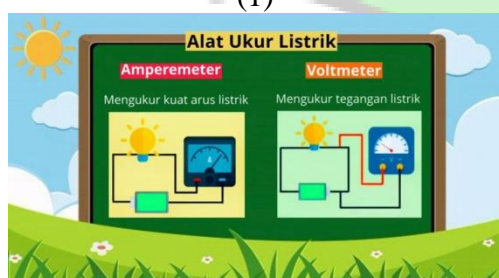 (1)
Alat Ukur Listrik
Amperemeter
Voltmeter
Mengukur kuat arus listrik
Mengukur tegangan listrik
A
V